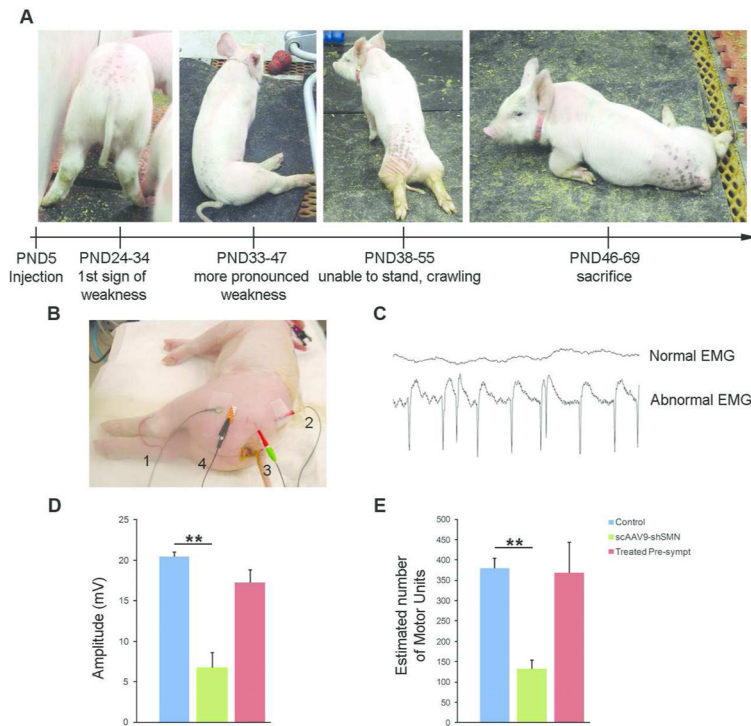 A
PND5
Injection
PND24-34
1st sign of
weakness
PND33-47
more pronounced
weakness
PND38-55
unable to stand, crawling
PND46-69
sacrifice
B
1
4
3
2
C
Normal EMG
Abnormal EMG
D
Amplitude (mV)
25
20
15
10
5
0
**
E
Estimated number
of Motor Units
500
450
400
350
300
250
200
150
100
50
0
**
Control
scAAV9-shSMN
Treated Pre-sympt